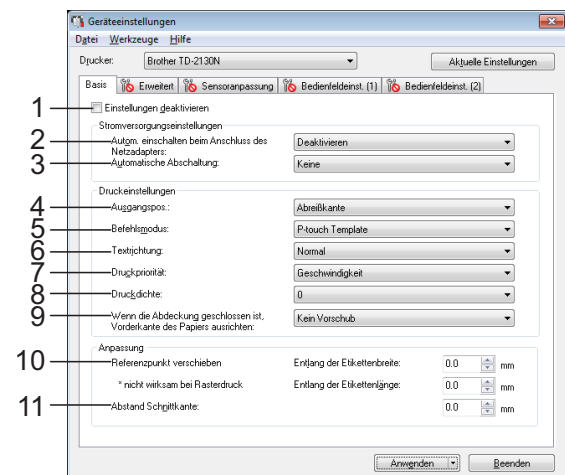 Geräteeinstellungen
Datei Werkzeuge Hilfe
Drucker: Brother TD-2130N Aktuelle Einstellungen
Basis Erweitert Sensoranpassung Bedienfeldeinst. (1) Bedienfeldeinst. (2)
1 Einstellungen deaktivieren
Stromversorgungseinstellungen
2 Autom. einschalten beim Anschluss des Netzadapters: Deaktivieren
3 Automatische Abschaltung: Keine
Druckeinstellungen
4 Ausgangspos.: Abreißkante
5 Befehlsmodus: P-touch Template
6 Textrichtung: Normal
7 Druckpriorität: Geschwindigkeit
8 Druckdichte: 0
9 Wenn die Abdeckung geschlossen ist, Vorderkante des Papiers ausrichten: Kein Vorschub
Anpassung
10 Referenzpunkt verschieben Entlang der Etikettenbreite: 0.0 mm
* nicht wirksam bei Rasterdruck Entlang der Etikettenlänge: 0.0 mm
11 Abstand Schnittkante: 0.0 mm
Anwenden Beenden